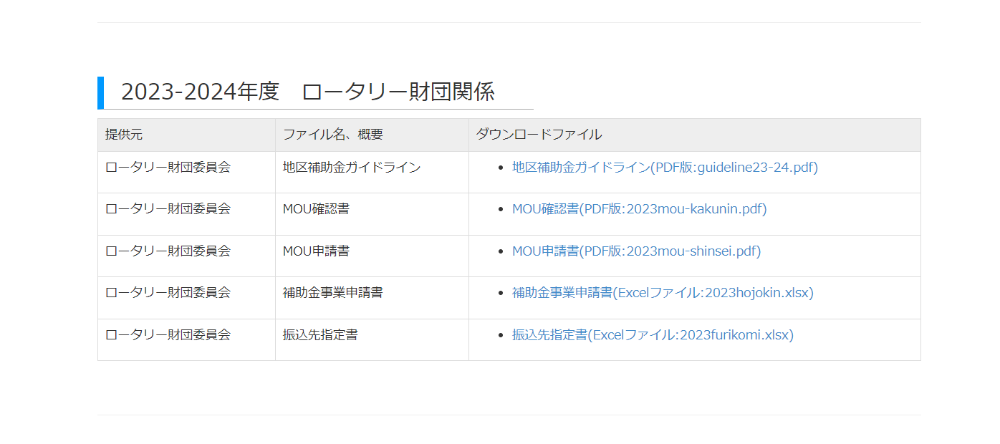 2023-2024年度　ロータリー財団関係
提供元 ファイル名、概要 ダウンロードファイル
ロータリー財団委員会 地区補助金ガイドライン • 地区補助金ガイドライン(PDF版:guideline23-24.pdf)
ロータリー財団委員会 MOU確認書 • MOU確認書(PDF版:2023mou-kakunin.pdf)
ロータリー財団委員会 MOU申請書 • MOU申請書(PDF版:2023mou-shinsei.pdf)
ロータリー財団委員会 補助金事業申請書 • 補助金事業申請書(Excelファイル:2023hojokin.xlsx)
ロータリー財団委員会 振込先指定書 • 振込先指定書(Excelファイル:2023furikomi.xlsx)